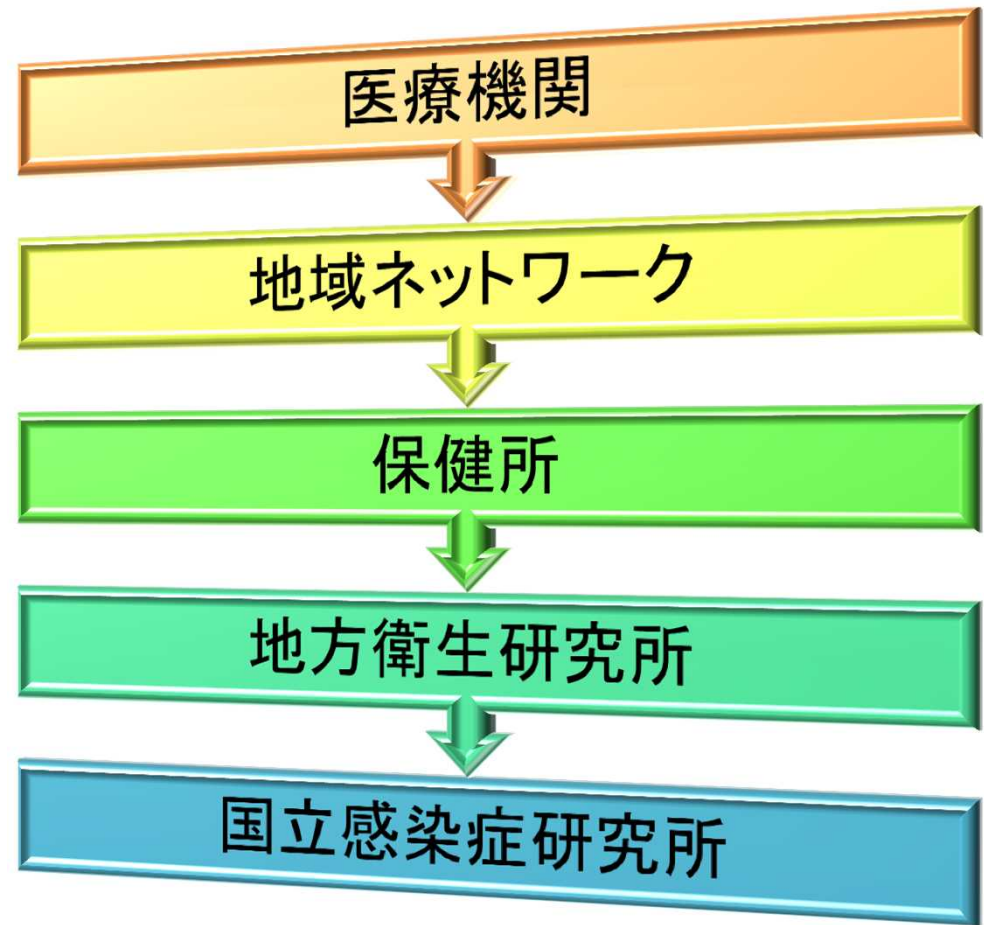 医療機関
地域ネットワーク
保健所
地方衛生研究所
国立感染症研究所